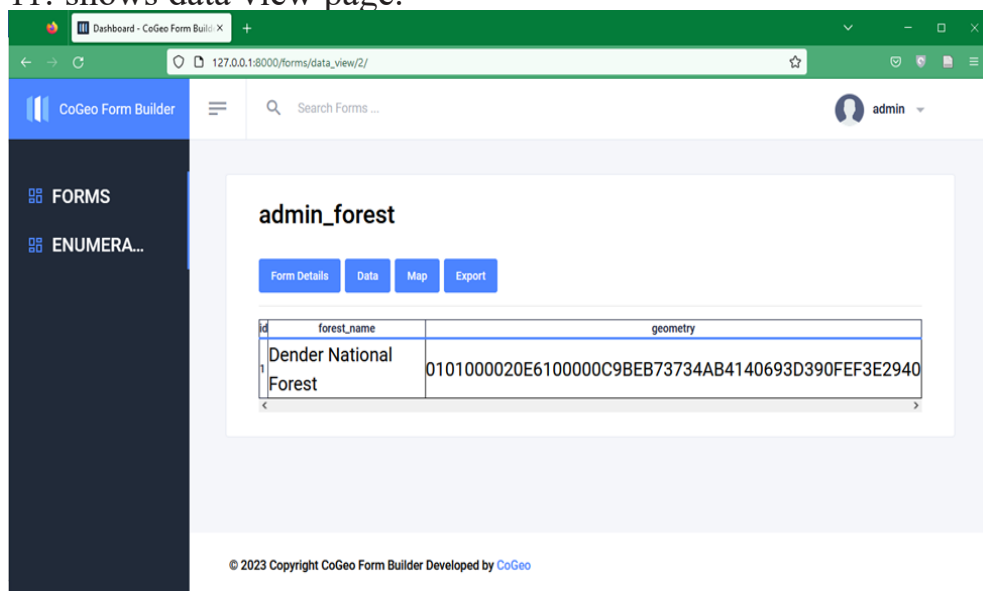 11: shows data view page.
Dashboard - CoGeo Form Build
127.0.0.1:8000/forms/data_view/2/
CoGeo Form Builder
Search Forms ...
admin
FORMS
ENUMERA...
admin_forest
Form Details Data Map Export
id forest_name geometry
1 Dender National Forest 0101000020E6100000C9BEB73734AB4140693D390FEF3E2940
© 2023 Copyright CoGeo Form Builder Developed by CoGeo